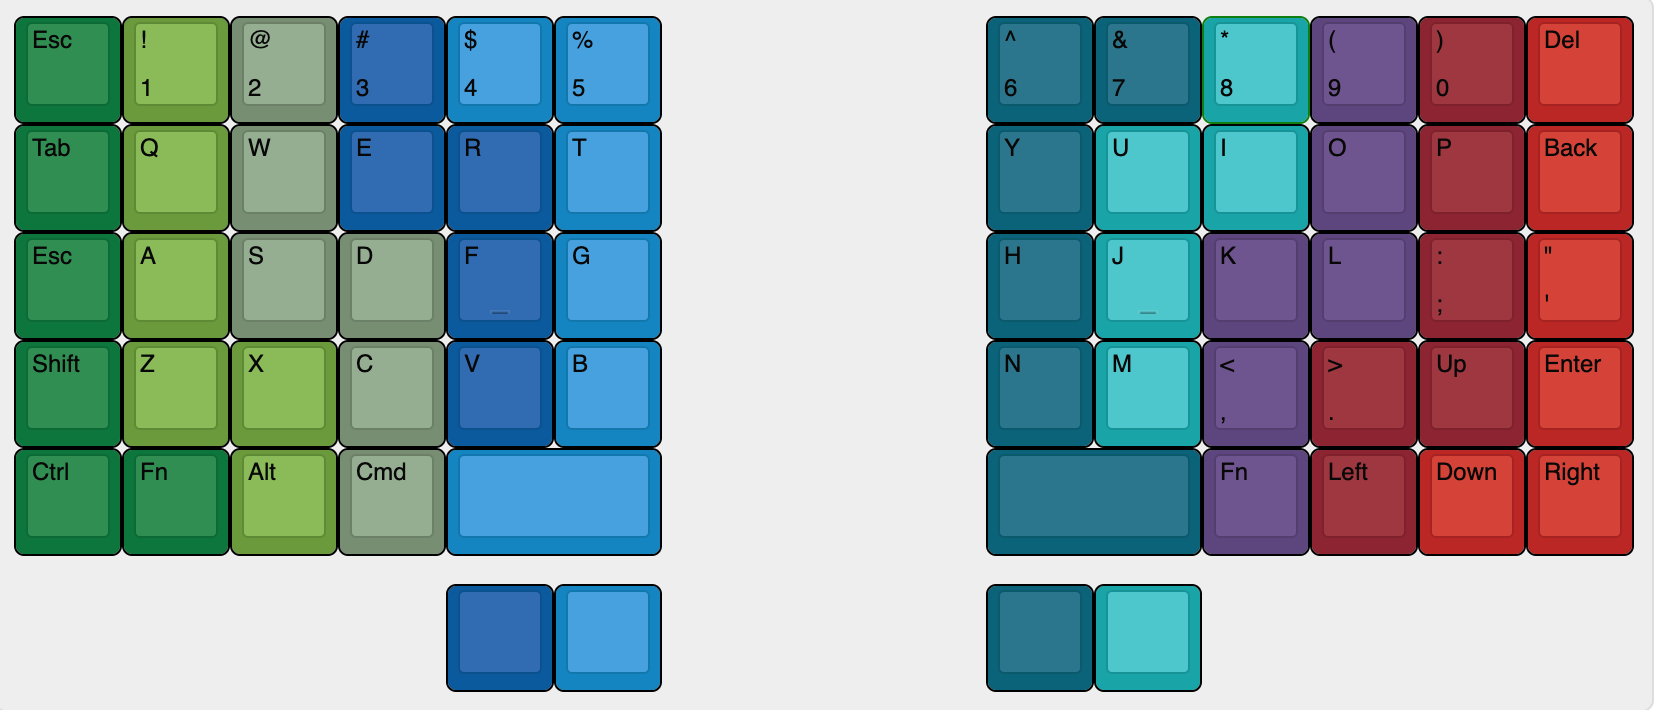 Esc ! @ # $ % ^ & * ( ) Del
1 2 3 4 5 6 7 8 9 0
Tab Q W E R T Y U I O P Back
Esc A S D F G H J K L : "
_ _ ; '
Shift Z X C V B N M < > Up Enter
, .
Ctrl Fn Alt Cmd Fn Left Down Right